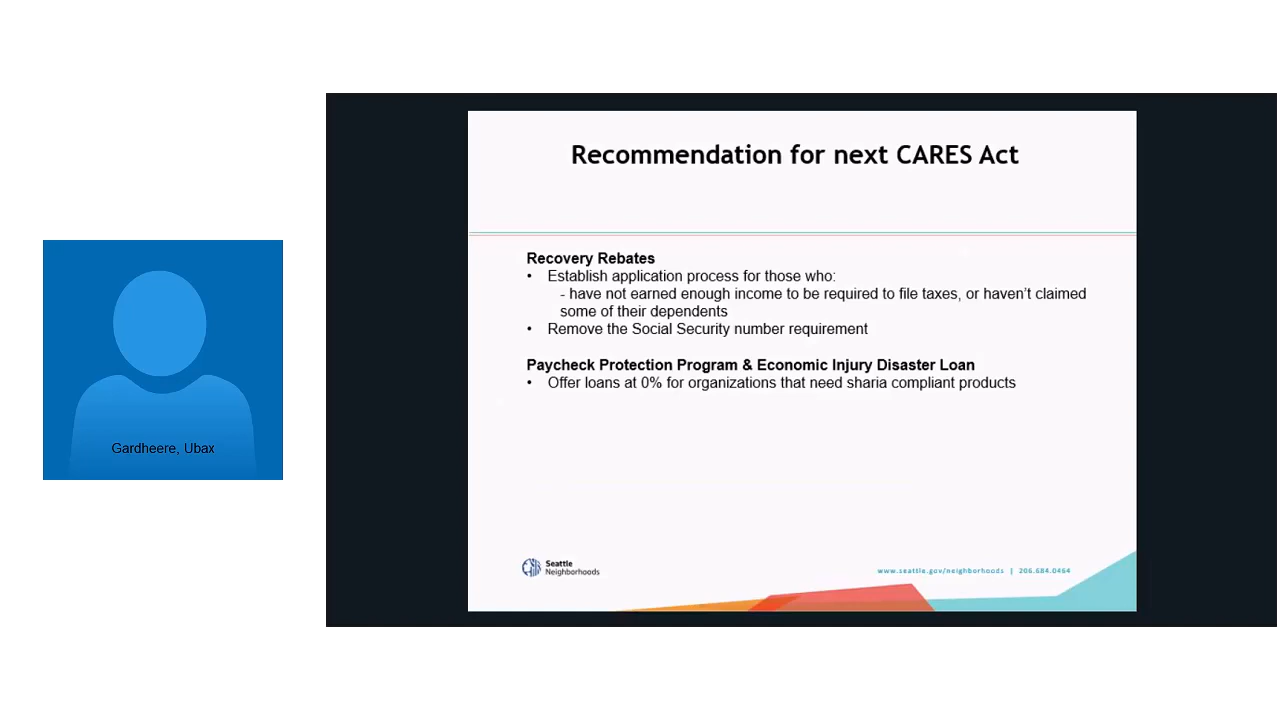 Recommendation for next CARES Act
Recovery Rebates
• Establish application process for those who:
- have not earned enough income to be required to file taxes, or haven't claimed
some of their dependents
• Remove the Social Security number requirement
Paycheck Protection Program & Economic Injury Disaster Loan
• Offer loans at 0% for organizations that need sharia compliant products
Gardheere, Ubax
Seattle
Neighborhoods
www.seattle.gov/neighborhoods | 206.684.0464